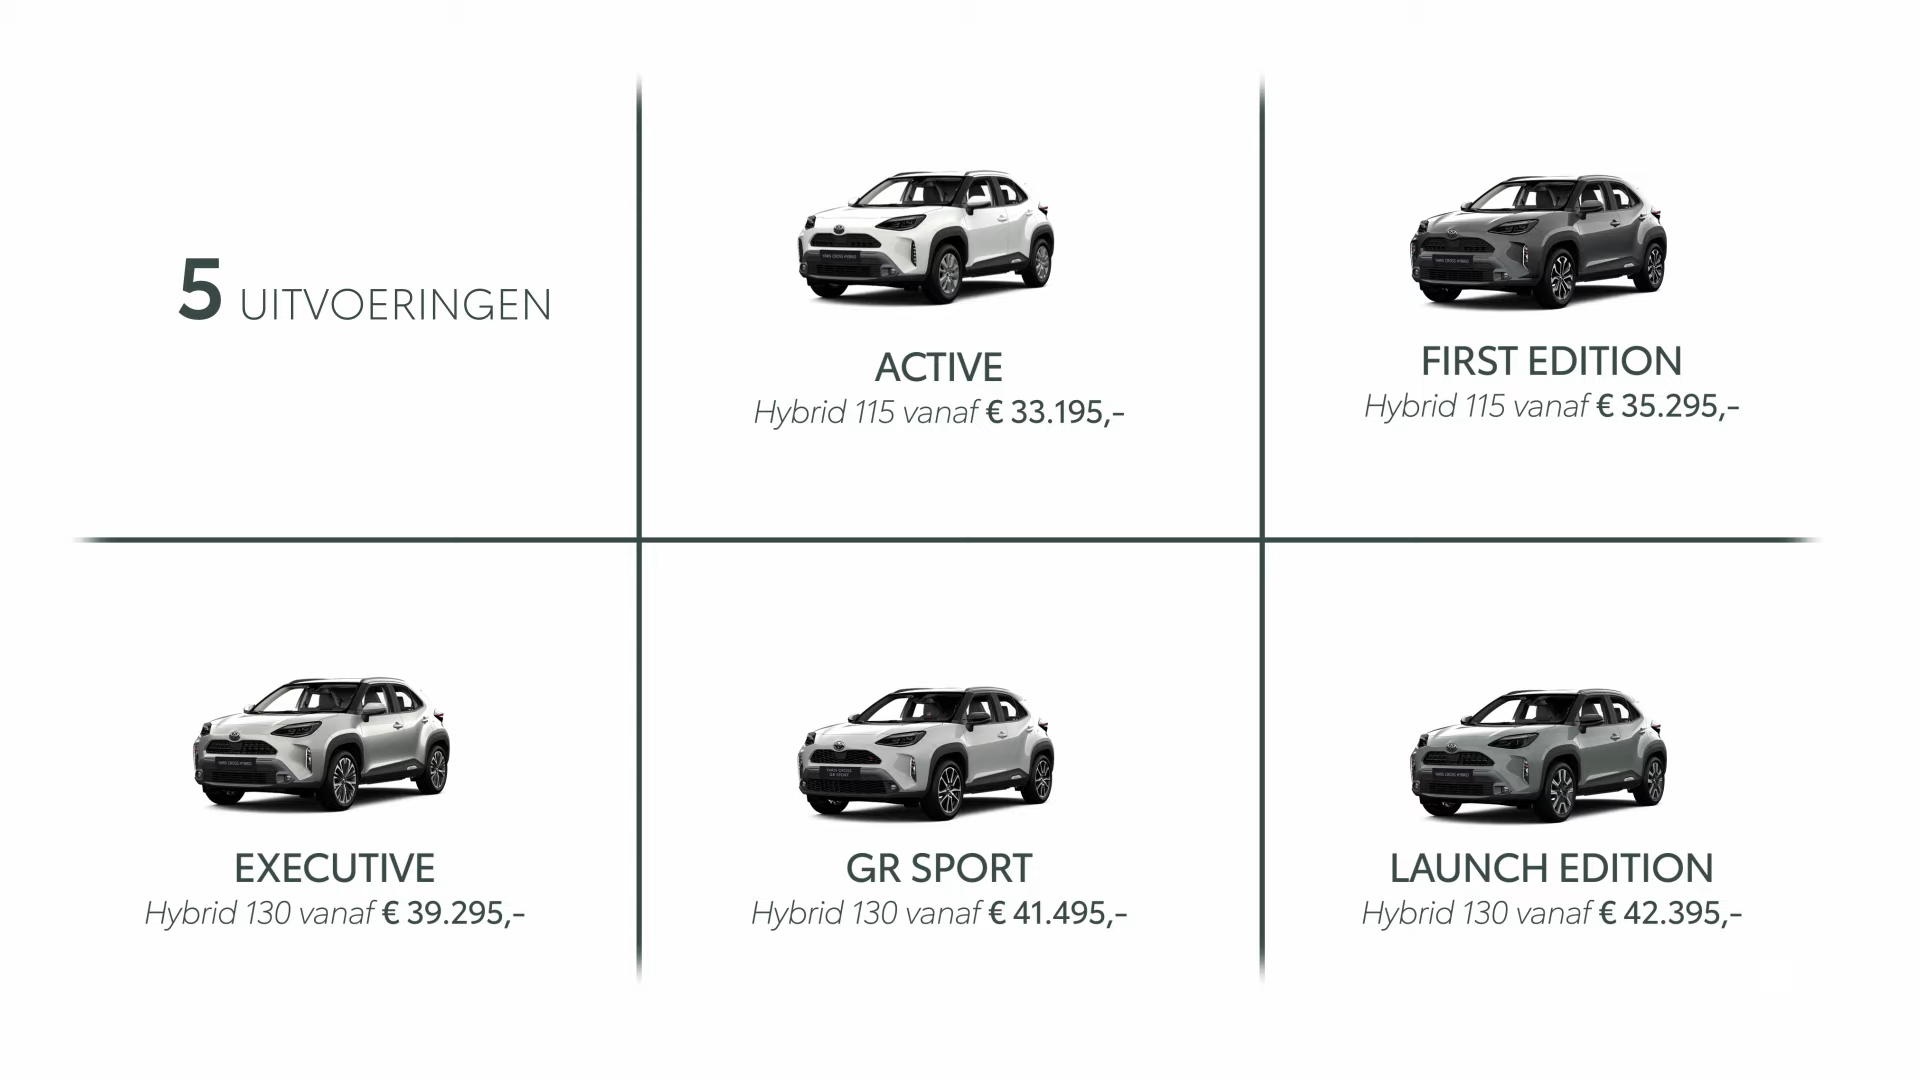 5 UITVOERINGEN
ACTIVE
Hybrid 115 vanaf € 33.195,-
FIRST EDITION
Hybrid 115 vanaf € 35.295,-
EXECUTIVE
Hybrid 130 vanaf € 39.295,-
GR SPORT
Hybrid 130 vanaf € 41.495,-
LAUNCH EDITION
Hybrid 130 vanaf € 42.395,-